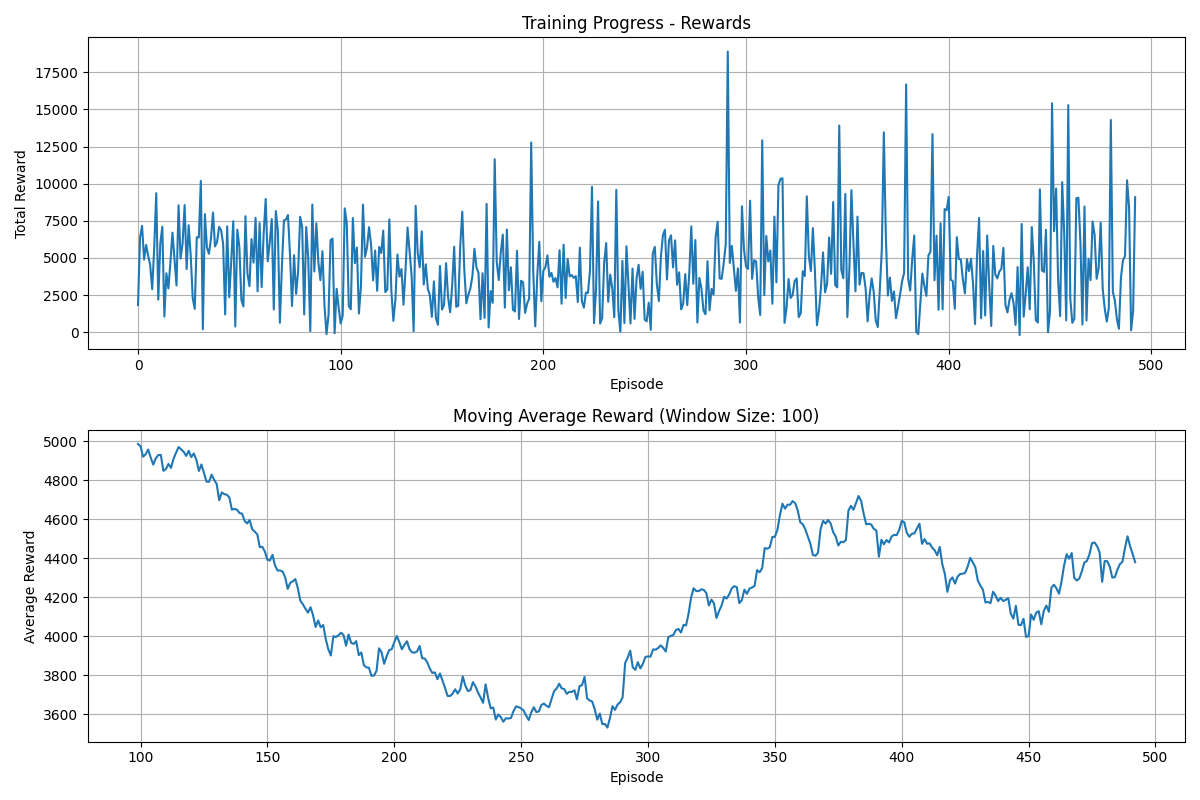 Training Progress - Rewards
Total Reward
17500
15000
12500
10000
7500
5000
2500
0
0 100 200 300 400 500
Episode
Moving Average Reward (Window Size: 100)
Average Reward
5000
4800
4600
4400
4200
4000
3800
3600
100 150 200 250 300 350 400 450 500
Episode